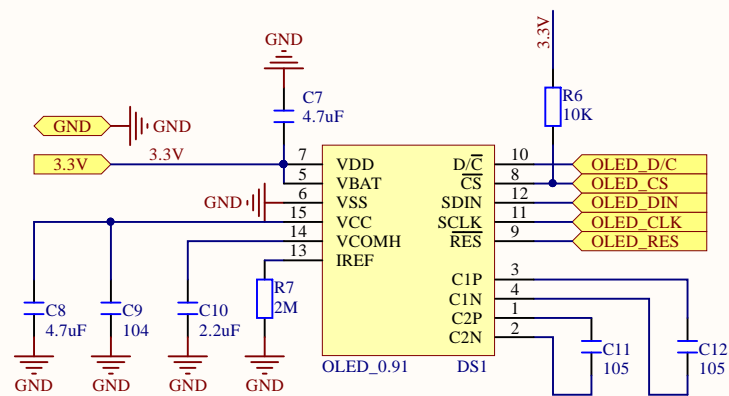 GND
3.3V
C7
4.7uF
R6
10K
GND
GND
3.3V
3.3V
7
VDD
D/C
10
OLED_D/C
5
VBAT
CS
8
OLED_CS
GND
6
VSS
SDIN
12
OLED_DIN
15
VCC
SCLK
11
OLED_CLK
14
VCOMH
RES
9
OLED_RES
13
IREF
C1P
3
C1N
4
C2P
1
C2N
2
R7
2M
C8
4.7uF
C9
104
C10
2.2uF
C11
105
C12
105
OLED_0.91
DS1
GND
GND
GND
GND